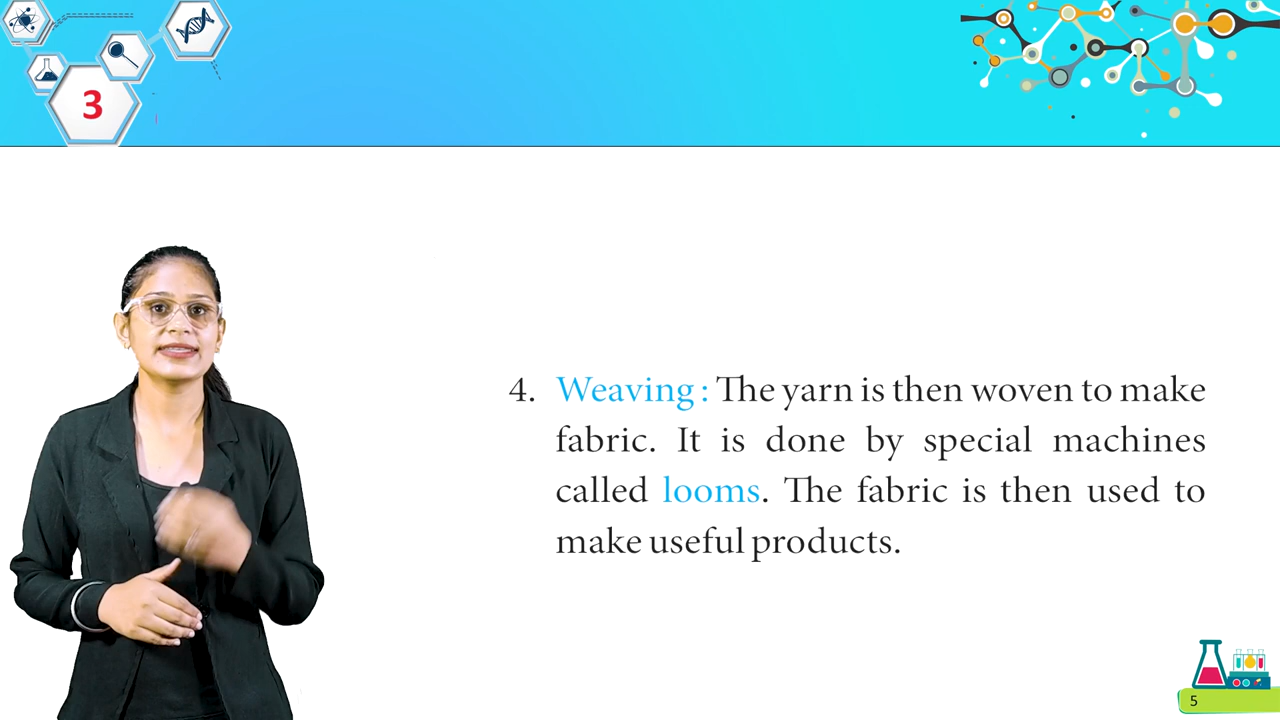 3
4. Weaving : The yarn is then woven to make
fabric. It is done by special machines
called looms. The fabric is then used to
make useful products.
5